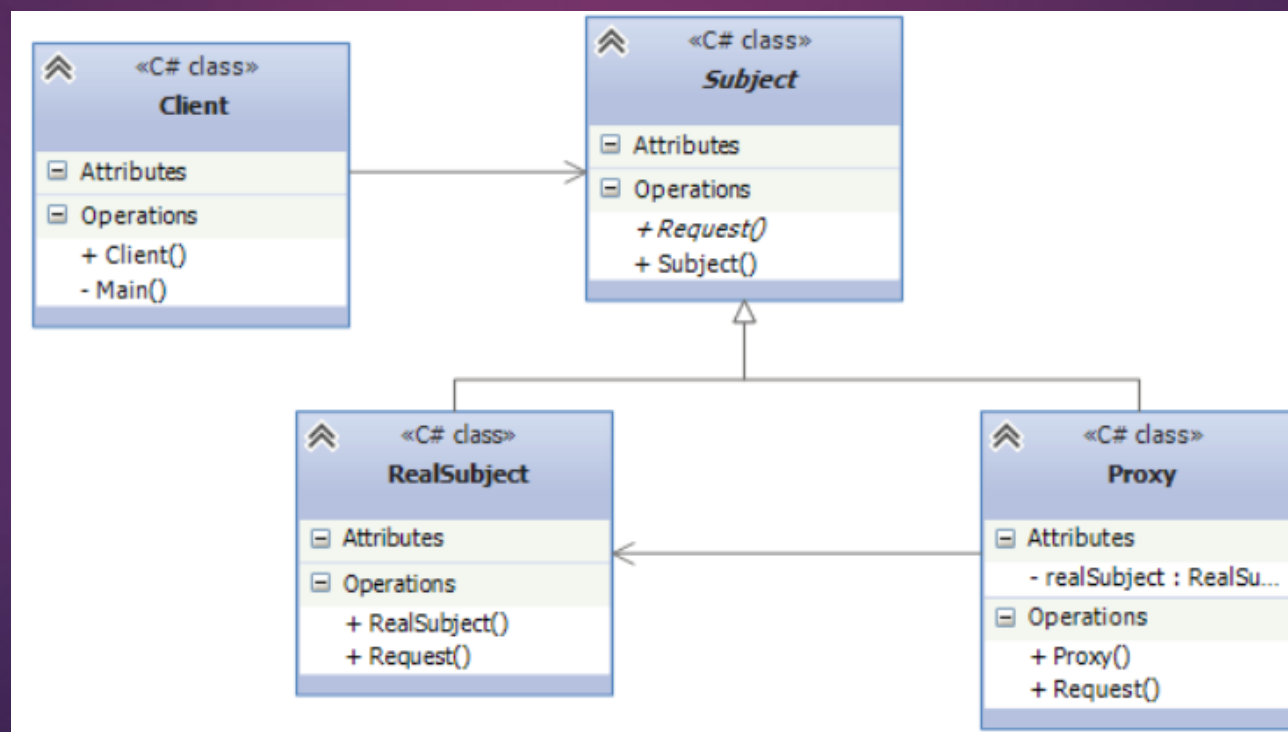 «C# class»
Client
Attributes
Operations
+ Client()
- Main()
«C# class»
Subject
Attributes
Operations
+ Request()
+ Subject()
«C# class»
RealSubject
Attributes
Operations
+ RealSubject()
+ Request()
«C# class»
Proxy
Attributes
- realSubject : RealSu...
Operations
+ Proxy()
+ Request()